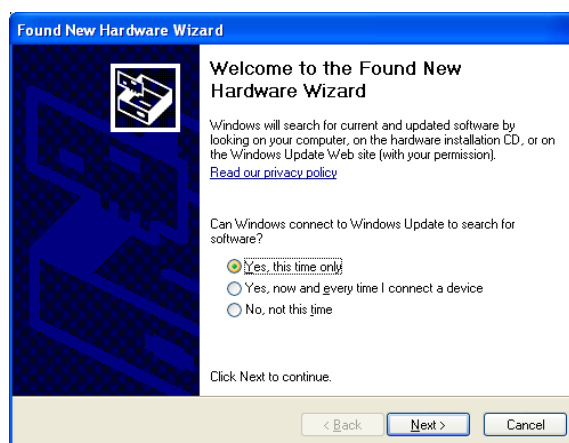 Found New Hardware Wizard
Welcome to the Found New
Hardware Wizard
Windows will search for current and updated software by
looking on your computer, on the hardware installation CD, or on
the Windows Update Web site (with your permission).
Read our privacy policy
Can Windows connect to Windows Update to search for
software?
Yes, this time only
Yes, now and every time I connect a device
No, not this time
Click Next to continue.
< Back Next > Cancel